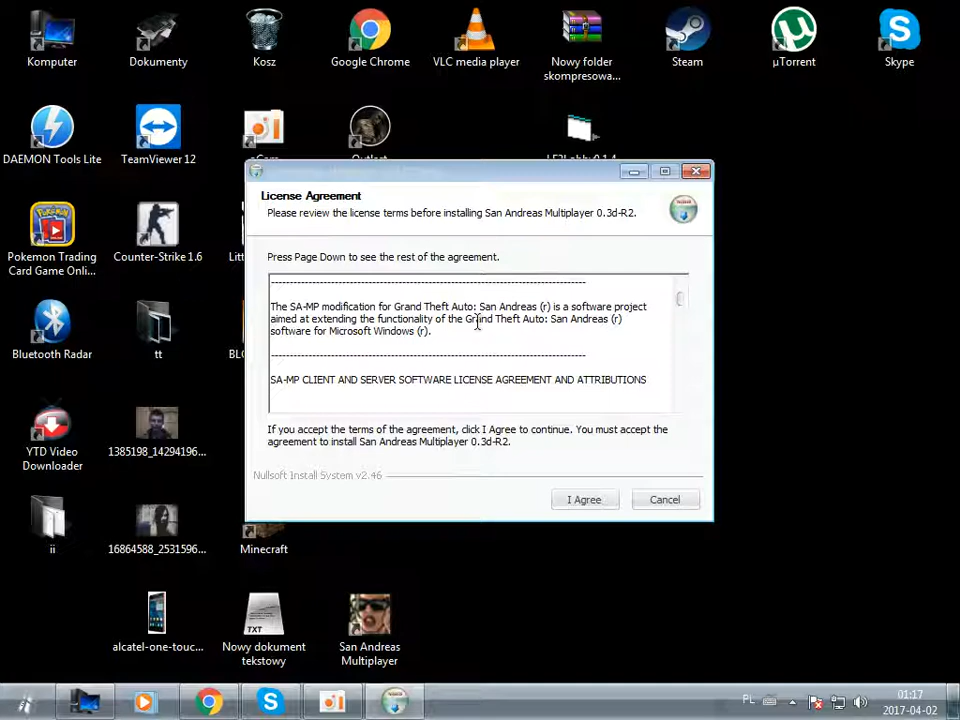 Komputer
Dokumenty
Kosz
Google Chrome
VLC media player
Nowy folder
skompresowa...
Steam
µTorrent
Skype
DAEMON Tools Lite
TeamViewer 12
License Agreement
Please review the license terms before installing San Andreas Multiplayer 0.3d-R2.
Press Page Down to see the rest of the agreement.
The SA-MP modification for Grand Theft Auto: San Andreas (r) is a software project
aimed at extending the functionality of the Grand Theft Auto: San Andreas (r)
software for Microsoft Windows (r).
SA-MP CLIENT AND SERVER SOFTWARE LICENSE AGREEMENT AND ATTRIBUTIONS
If you accept the terms of the agreement, click I Agree to continue. You must accept the
agreement to install San Andreas Multiplayer 0.3d-R2.
Nullsoft Install System v2.46
I Agree
Cancel
Pokemon Trading
Card Game Onli...
Counter-Strike 1.6
Bluetooth Radar
tt
YTD Video
Downloader
1385198_14294196...
ii
16864588_2531596...
Minecraft
alcatel-one-touc...
TXT
Nowy dokument
tekstowy
San Andreas
Multiplayer
PL
01:17
2017-04-02